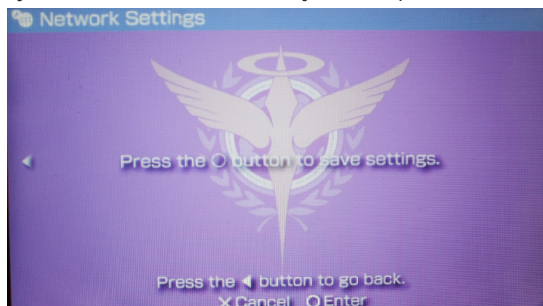 Network Settings
Press the ○ button to save settings.
Press the ◀ button to go back.
✕ Cancel ○ Enter